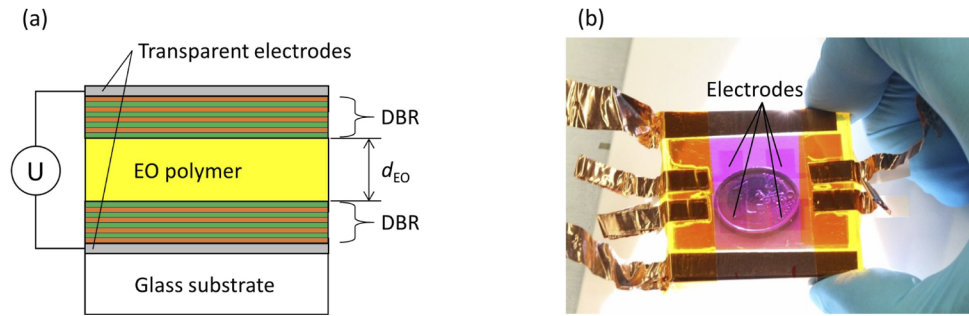 (a)
Transparent electrodes
DBR
U
EO polymer
dEO
DBR
Glass substrate
(b)
Electrodes